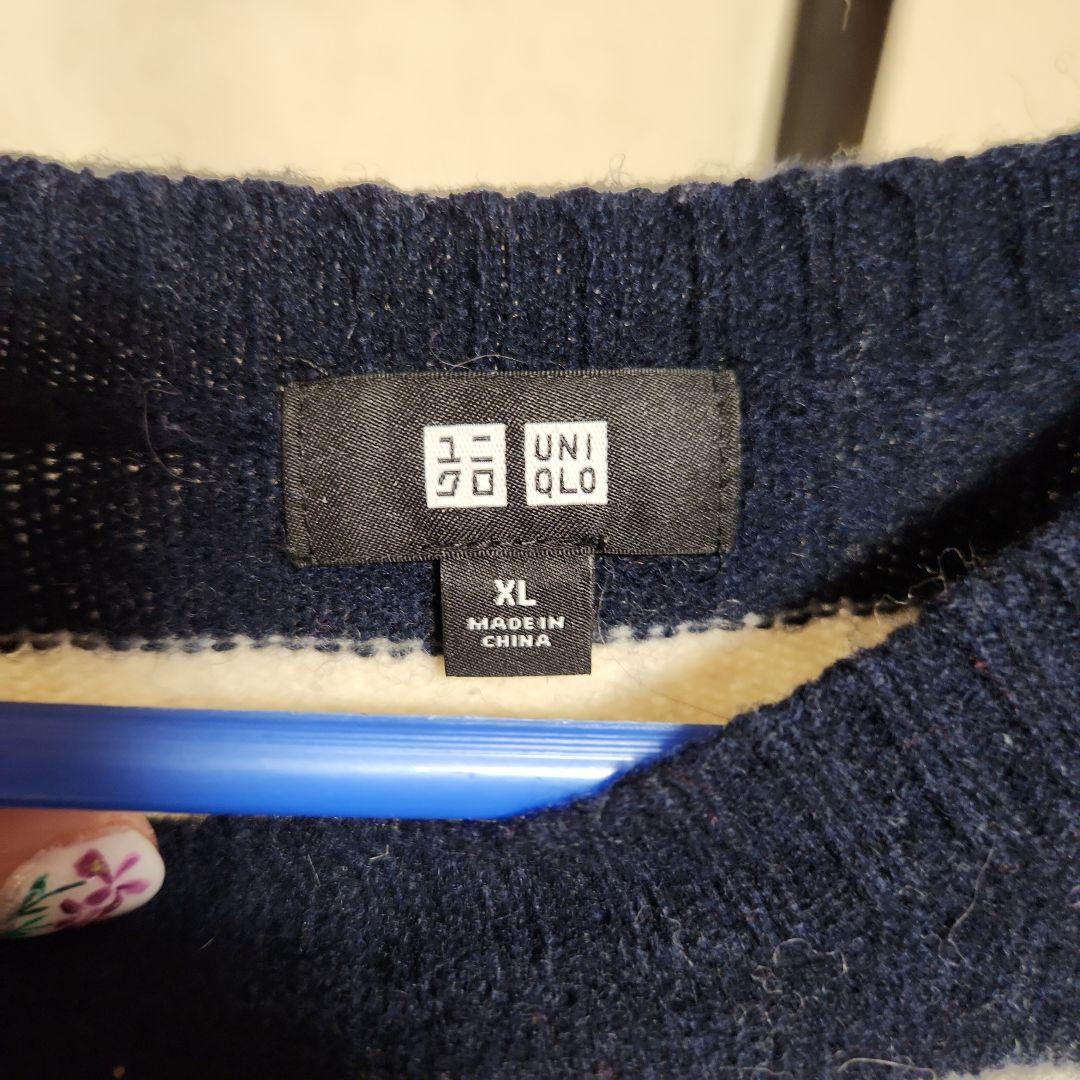 ユニ
クロ
UNI
QLO
XL
MADE IN
CHINA